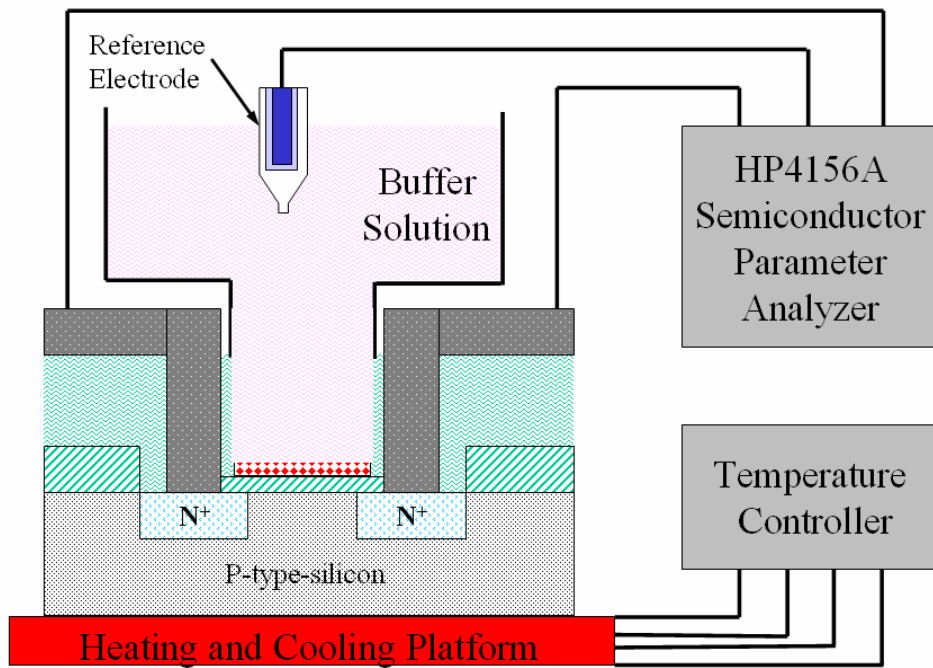 Reference
Electrode
Buffer
Solution
HP4156A
Semiconductor
Parameter
Analyzer
Temperature
Controller
N+
N+
P-type-silicon
Heating and Cooling Platform